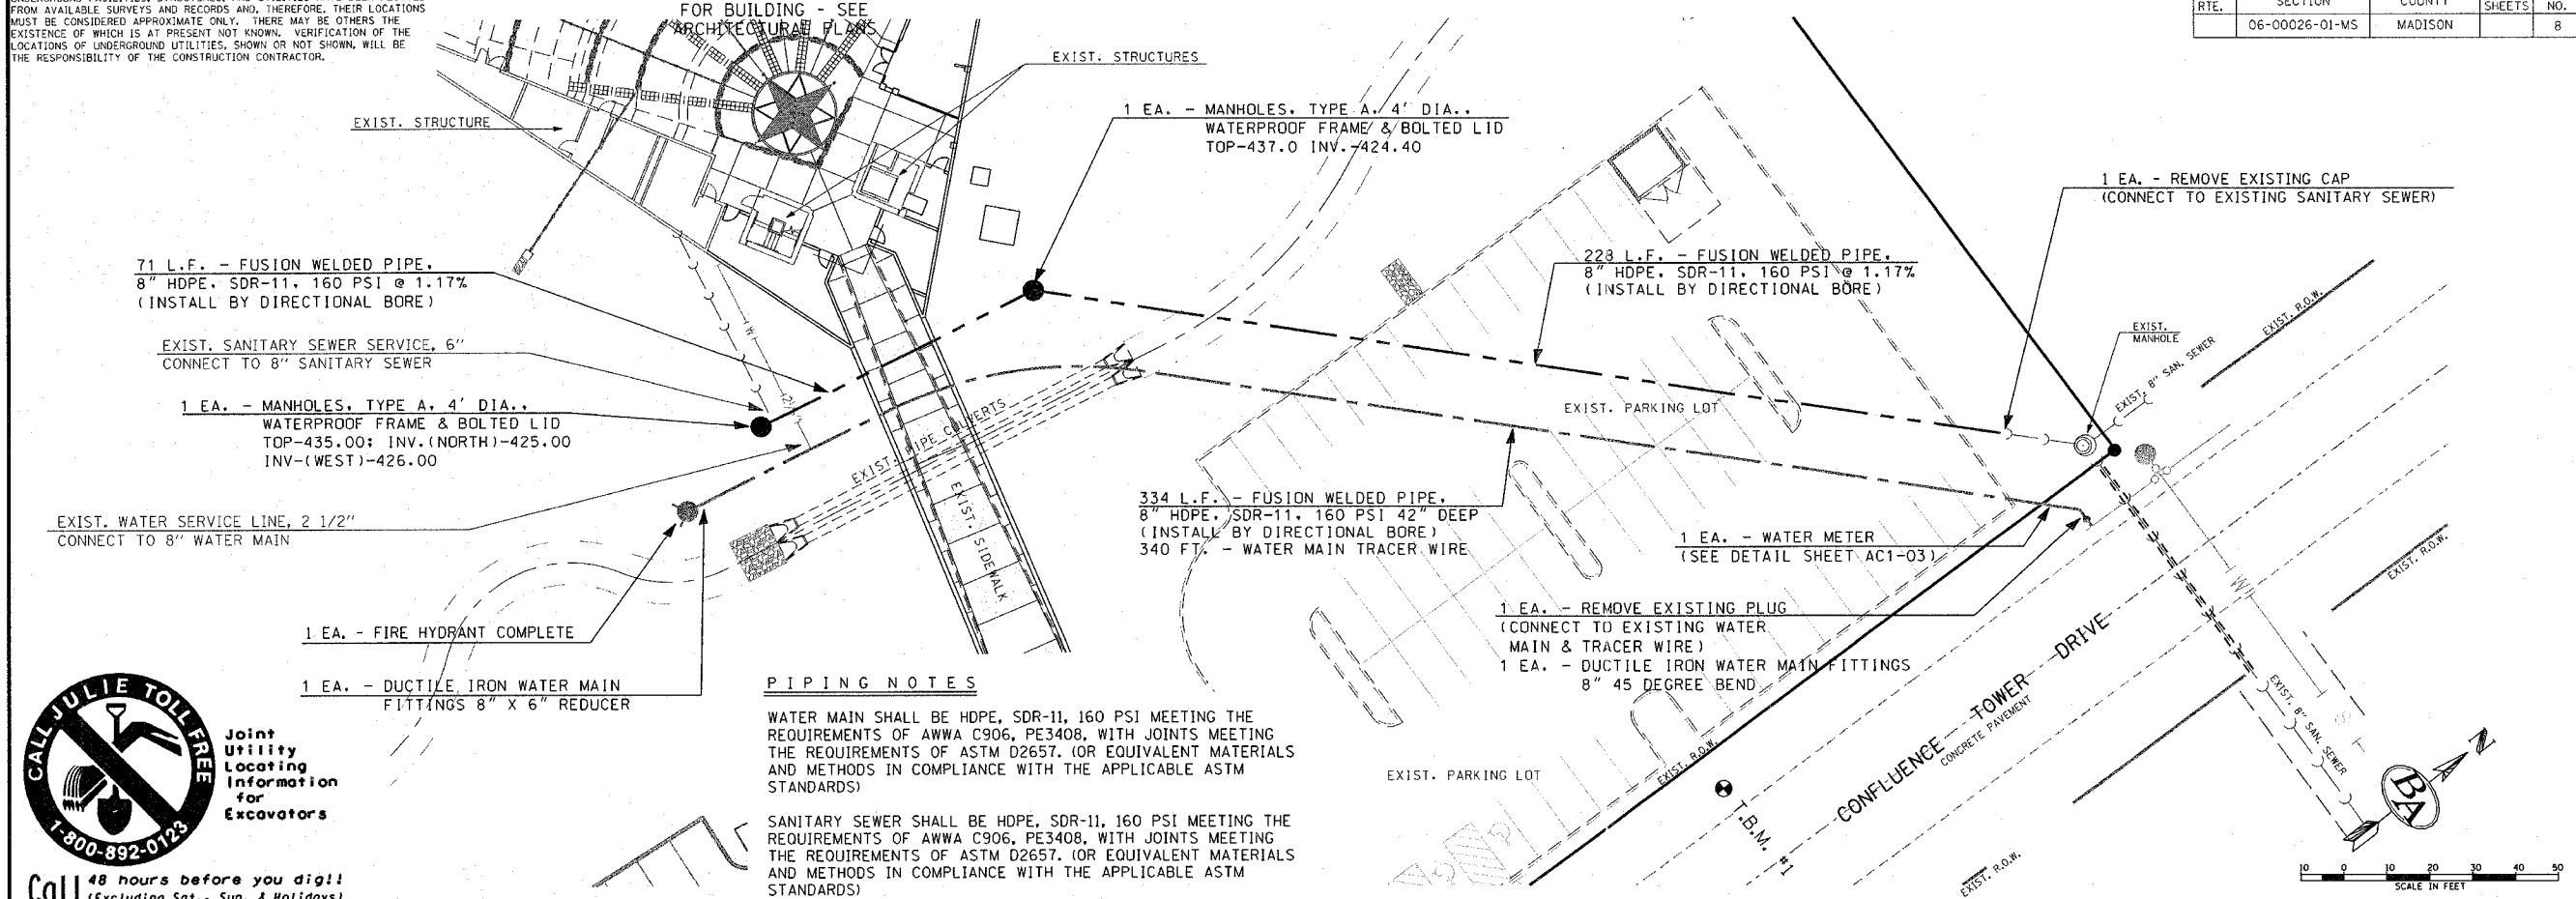 FROM AVAILABLE SURVEYS AND RECORDS AND, THEREFORE, THEIR LOCATIONS
MUST BE CONSIDERED APPROXIMATE ONLY. THERE MAY BE OTHERS THE
EXISTENCE OF WHICH IS AT PRESENT NOT KNOWN. VERIFICATION OF THE
LOCATIONS OF UNDERGROUND UTILITIES, SHOWN OR NOT SHOWN, WILL BE
THE RESPONSIBILITY OF THE CONSTRUCTION CONTRACTOR.
FOR BUILDING - SEE
ARCHITECTURAL PLANS
RTE. SECTION COUNTY SHEETS NO.
06-00026-01-MS MADISON 8
EXIST. STRUCTURES
EXIST. STRUCTURE
1 EA. - MANHOLES, TYPE A, 4' DIA.,
WATERPROOF FRAME & BOLTED LID
TOP-437.0 INV.-424.40
1 EA. - REMOVE EXISTING CAP
(CONNECT TO EXISTING SANITARY SEWER)
71 L.F. - FUSION WELDED PIPE,
8" HDPE, SDR-11, 160 PSI @ 1.17%
(INSTALL BY DIRECTIONAL BORE)
228 L.F. - FUSION WELDED PIPE,
8" HDPE, SDR-11, 160 PSI @ 1.17%
(INSTALL BY DIRECTIONAL BORE)
EXIST. SANITARY SEWER SERVICE, 6"
CONNECT TO 8" SANITARY SEWER
EXIST.
MANHOLE
EXIST. 8" SAN. SEWER
EXIST. R.O.W.
1 EA. - MANHOLES, TYPE A, 4' DIA.,
WATERPROOF FRAME & BOLTED LID
TOP-435.00; INV.(NORTH)-425.00
INV-(WEST)-426.00
W
EXIST. PIPE CULVERTS
EXIST. SIDEWALK
EXIST. PARKING LOT
EXIST. WATER SERVICE LINE, 2 1/2"
CONNECT TO 8" WATER MAIN
334 L.F. - FUSION WELDED PIPE,
8" HDPE, SDR-11, 160 PSI 42" DEEP
(INSTALL BY DIRECTIONAL BORE)
340 FT. - WATER MAIN TRACER WIRE
1 EA. - WATER METER
(SEE DETAIL SHEET AC1-03)
1 EA. - REMOVE EXISTING PLUG
(CONNECT TO EXISTING WATER
MAIN & TRACER WIRE)
1 EA. - DUCTILE IRON WATER MAIN FITTINGS
8" 45 DEGREE BEND
1 EA. - FIRE HYDRANT COMPLETE
1 EA. - DUCTILE IRON WATER MAIN
FITTINGS 8" X 6" REDUCER
W
EXIST. R.O.W.
EXIST. 8" SAN. SEWER
CONFLUENCE TOWER DRIVE
CONCRETE PAVEMENT
EXIST. R.O.W.
T.B.M. #1
EXIST. PARKING LOT
EXIST. R.O.W.
PIPING NOTES
WATER MAIN SHALL BE HDPE, SDR-11, 160 PSI MEETING THE
REQUIREMENTS OF AWWA C906, PE3408, WITH JOINTS MEETING
THE REQUIREMENTS OF ASTM D2657. (OR EQUIVALENT MATERIALS
AND METHODS IN COMPLIANCE WITH THE APPLICABLE ASTM
STANDARDS)
SANITARY SEWER SHALL BE HDPE, SDR-11, 160 PSI MEETING THE
REQUIREMENTS OF AWWA C906, PE3408, WITH JOINTS MEETING
THE REQUIREMENTS OF ASTM D2657. (OR EQUIVALENT MATERIALS
AND METHODS IN COMPLIANCE WITH THE APPLICABLE ASTM
STANDARDS)
CALL JULIE TOLL FREE
1-800-892-0123
Joint
Utility
Locating
Information
for
Excavators
Call 48 hours before you dig!!
(Excluding Sat., Sun. & Holidays)
N
BA
10 0 10 20 30 40 50
SCALE IN FEET